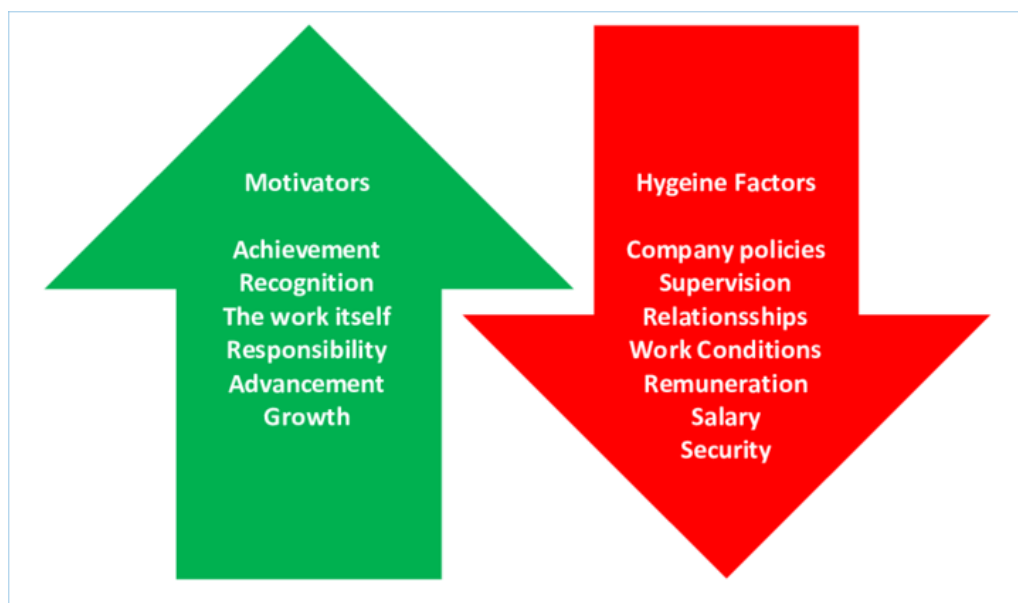 Motivators
Achievement
Recognition
The work itself
Responsibility
Advancement
Growth
Hygeine Factors
Company policies
Supervision
Relationsships
Work Conditions
Remuneration
Salary
Security